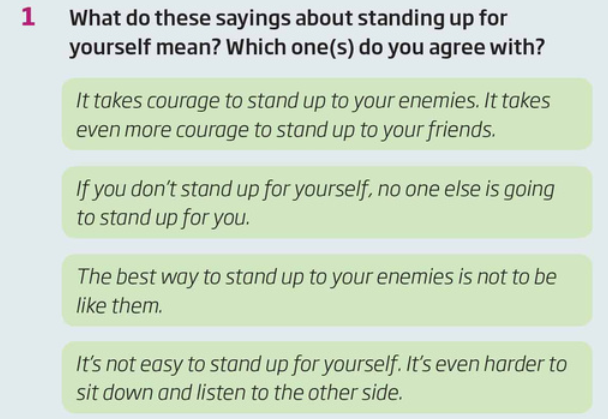 1 What do these sayings about standing up for
yourself mean? Which one(s) do you agree with?
It takes courage to stand up to your enemies. It takes
even more courage to stand up to your friends.
If you don't stand up for yourself, no one else is going
to stand up for you.
The best way to stand up to your enemies is not to be
like them.
It's not easy to stand up for yourself. It's even harder to
sit down and listen to the other side.